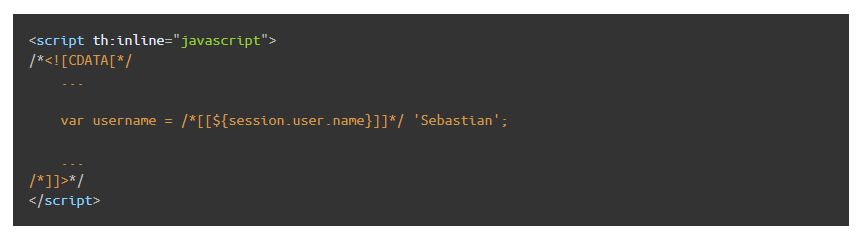 <script th:inline="javascript">
/*<![CDATA[*/
    ...
    var username = /*[[${session.user.name}]]*/ 'Sebastian';
    ...
/*]]>*/
</script>